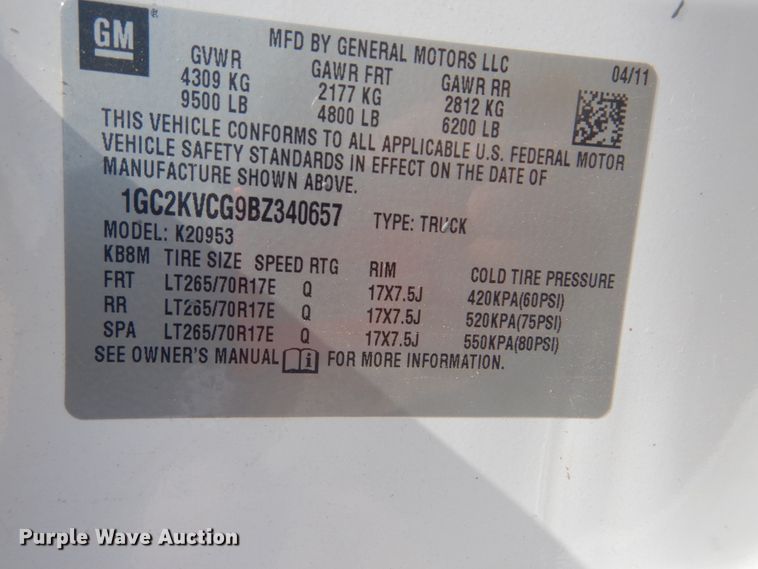 GM®
MFD BY GENERAL MOTORS LLC 04/11
GVWR GAWR FRT GAWR RR
4309 KG 2177 KG 2812 KG
9500 LB 4800 LB 6200 LB
THIS VEHICLE CONFORMS TO ALL APPLICABLE U.S. FEDERAL MOTOR
VEHICLE SAFETY STANDARDS IN EFFECT ON THE DATE OF
MANUFACTURE SHOWN ABOVE.
1GC2KVCG9BZ340657 TYPE: TRUCK
MODEL: K20953
KB8M TIRE SIZE SPEED RTG RIM COLD TIRE PRESSURE
FRT LT265/70R17E Q 17X7.5J 420KPA(60PSI)
RR LT265/70R17E Q 17X7.5J 520KPA(75PSI)
SPA LT265/70R17E Q 17X7.5J 550KPA(80PSI)
SEE OWNER'S MANUAL i FOR MORE INFORMATION.
Purple Wave Auction